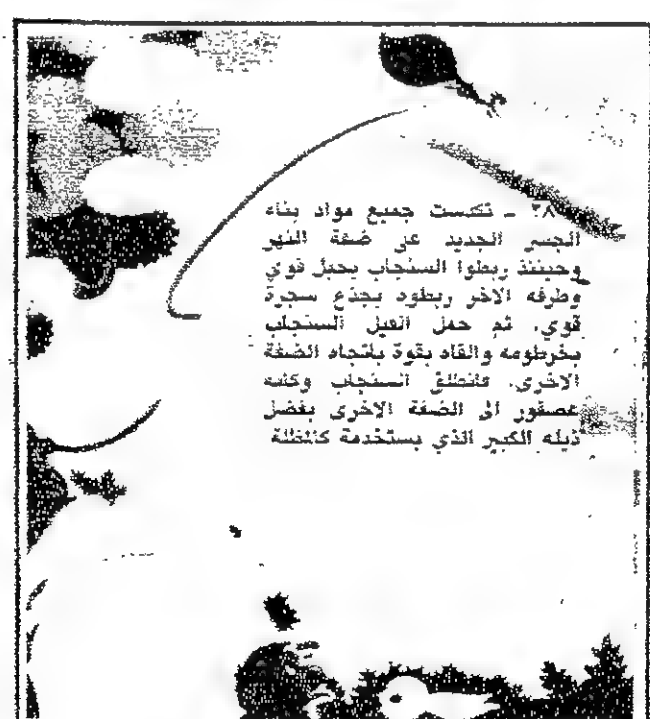 ٣٨ ـ تكدست جميع مواد بناء
الجسر الجديد على ضفة النهر
وحينئذ ربطوا السنجاب بحبل قوي
وطرفه الاخر ربطوه بجذع شجرة
قوي. ثم حمل الفيل السنجاب
بخرطومه والقاه بقوة باتجاه الضفة
الاخرى. فانطلق السنجاب وكأنه
عصفور الى الضفة الاخرى بفضل
ذيله الكبير الذي يستخدمه كالمظلة